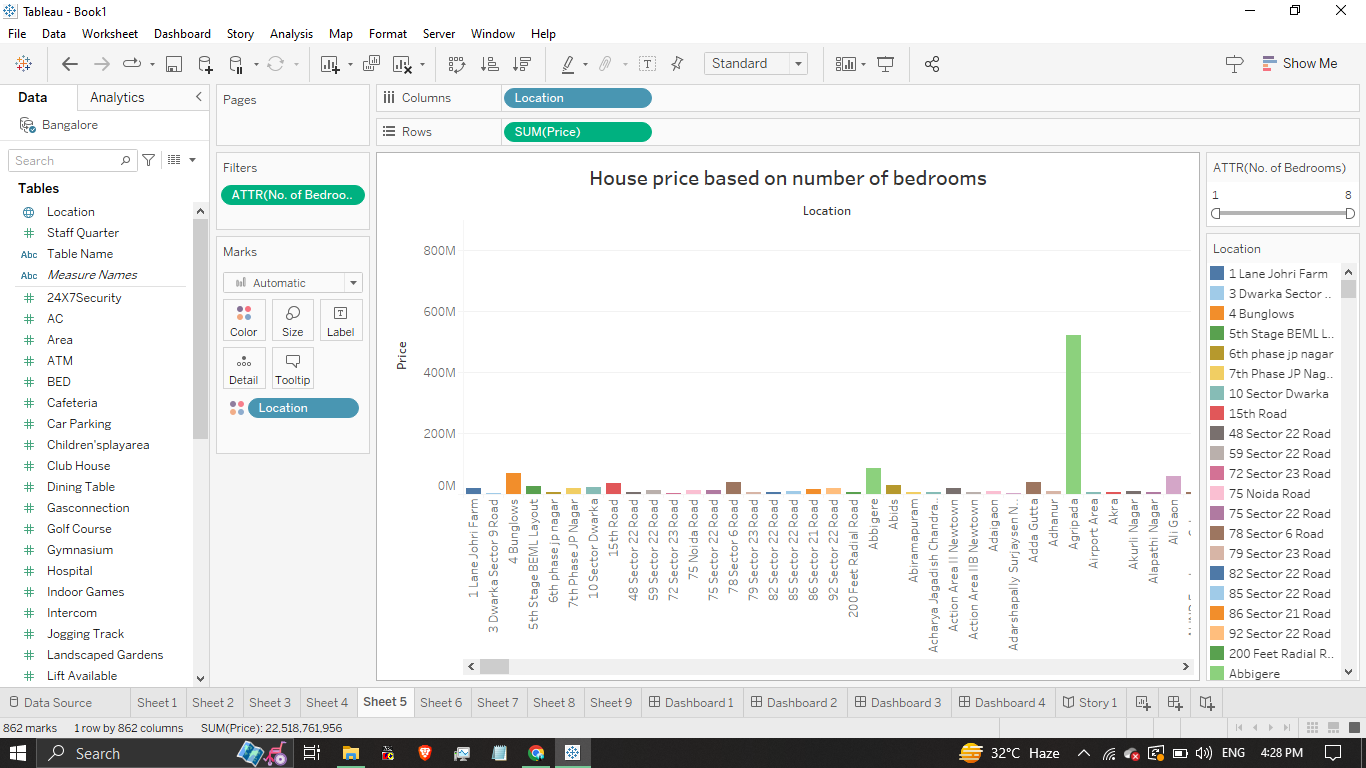 Tableau - Book1
File Data Worksheet Dashboard Story Analysis Map Format Server Window Help
Standard
Show Me
Data Analytics
Bangalore
Search
Tables
Location
Staff Quarter
Abc Table Name
Abc Measure Names
24X7Security
AC
Area
ATM
BED
Cafeteria
Car Parking
Children'splayarea
Club House
Dining Table
Gasconnection
Golf Course
Gymnasium
Hospital
Indoor Games
Intercom
Jogging Track
Landscaped Gardens
Lift Available
Pages
Filters
ATTR(No. of Bedroo..
Marks
Automatic
Color Size Label
Detail Tooltip
Location
Columns Location
Rows SUM(Price)
House price based on number of bedrooms
Location
Price
800M
600M
400M
200M
0M
1 Lane Johri Farm
3 Dwarka Sector 9 Road
4 Bunglows
5th Stage BEML Layout
6th phase jp nagar
7th Phase JP Nagar
10 Sector Dwarka
15th Road
48 Sector 22 Road
59 Sector 22 Road
72 Sector 23 Road
75 Noida Road
75 Sector 22 Road
78 Sector 6 Road
79 Sector 23 Road
82 Sector 22 Road
85 Sector 22 Road
86 Sector 21 Road
92 Sector 22 Road
200 Feet Radial Road
Abbigere
Abids
Abiramapuram
Acharya Jagadish Chandra..
Action Area II Newtown
Action Area IIB Newtown
Adaigaon
Adarshapally Surjaysen N..
Adda Gutta
Adhanur
Agripada
Airport Area
Akra
Akurli Nagar
Alapathi Nagar
Ali Gaon
ATTR(No. of Bedrooms)
1 8
Location
1 Lane Johri Farm
3 Dwarka Sector ..
4 Bunglows
5th Stage BEML L..
6th phase jp nagar
7th Phase JP Nag..
10 Sector Dwarka
15th Road
48 Sector 22 Road
59 Sector 22 Road
72 Sector 23 Road
75 Noida Road
75 Sector 22 Road
78 Sector 6 Road
79 Sector 23 Road
82 Sector 22 Road
85 Sector 22 Road
86 Sector 21 Road
92 Sector 22 Road
200 Feet Radial R..
Abbigere
Data Source Sheet 1 Sheet 2 Sheet 3 Sheet 4 Sheet 5 Sheet 6 Sheet 7 Sheet 8 Sheet 9 Dashboard 1 Dashboard 2 Dashboard 3 Dashboard 4 Story 1
862 marks 1 row by 862 columns SUM(Price): 22,518,761,956
Search 32°C Haze ENG 4:28 PM